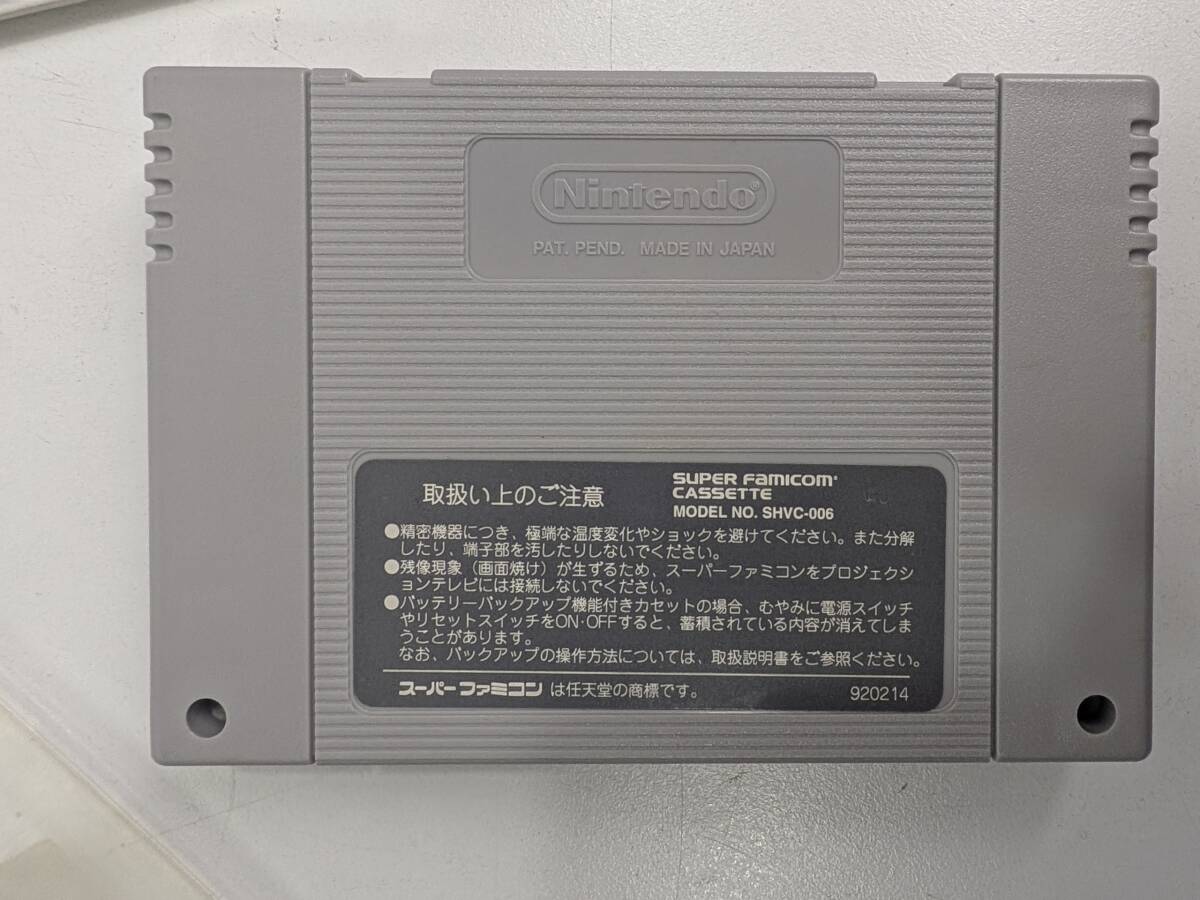 Nintendo®
PAT. PEND. MADE IN JAPAN
取扱い上のご注意
SUPER FAMICOM
CASSETTE
MODEL NO. SHVC-006
●精密機器につき、極端な温度変化やショックを避けてください。また分解
したり、端子部を汚したりしないでください。
●残像現象（画面焼け）が生ずるため、スーパーファミコンをプロジェクシ
ョンテレビには接続しないでください。
●バッテリーバックアップ機能付きカセットの場合、むやみに電源スイッチ
やリセットスイッチをON·OFFすると、蓄積されている内容が消えてしま
うことがあります。
なお、バックアップの操作方法については、取扱説明書をご参照ください。
スーパーファミコン は任天堂の商標です。
920214